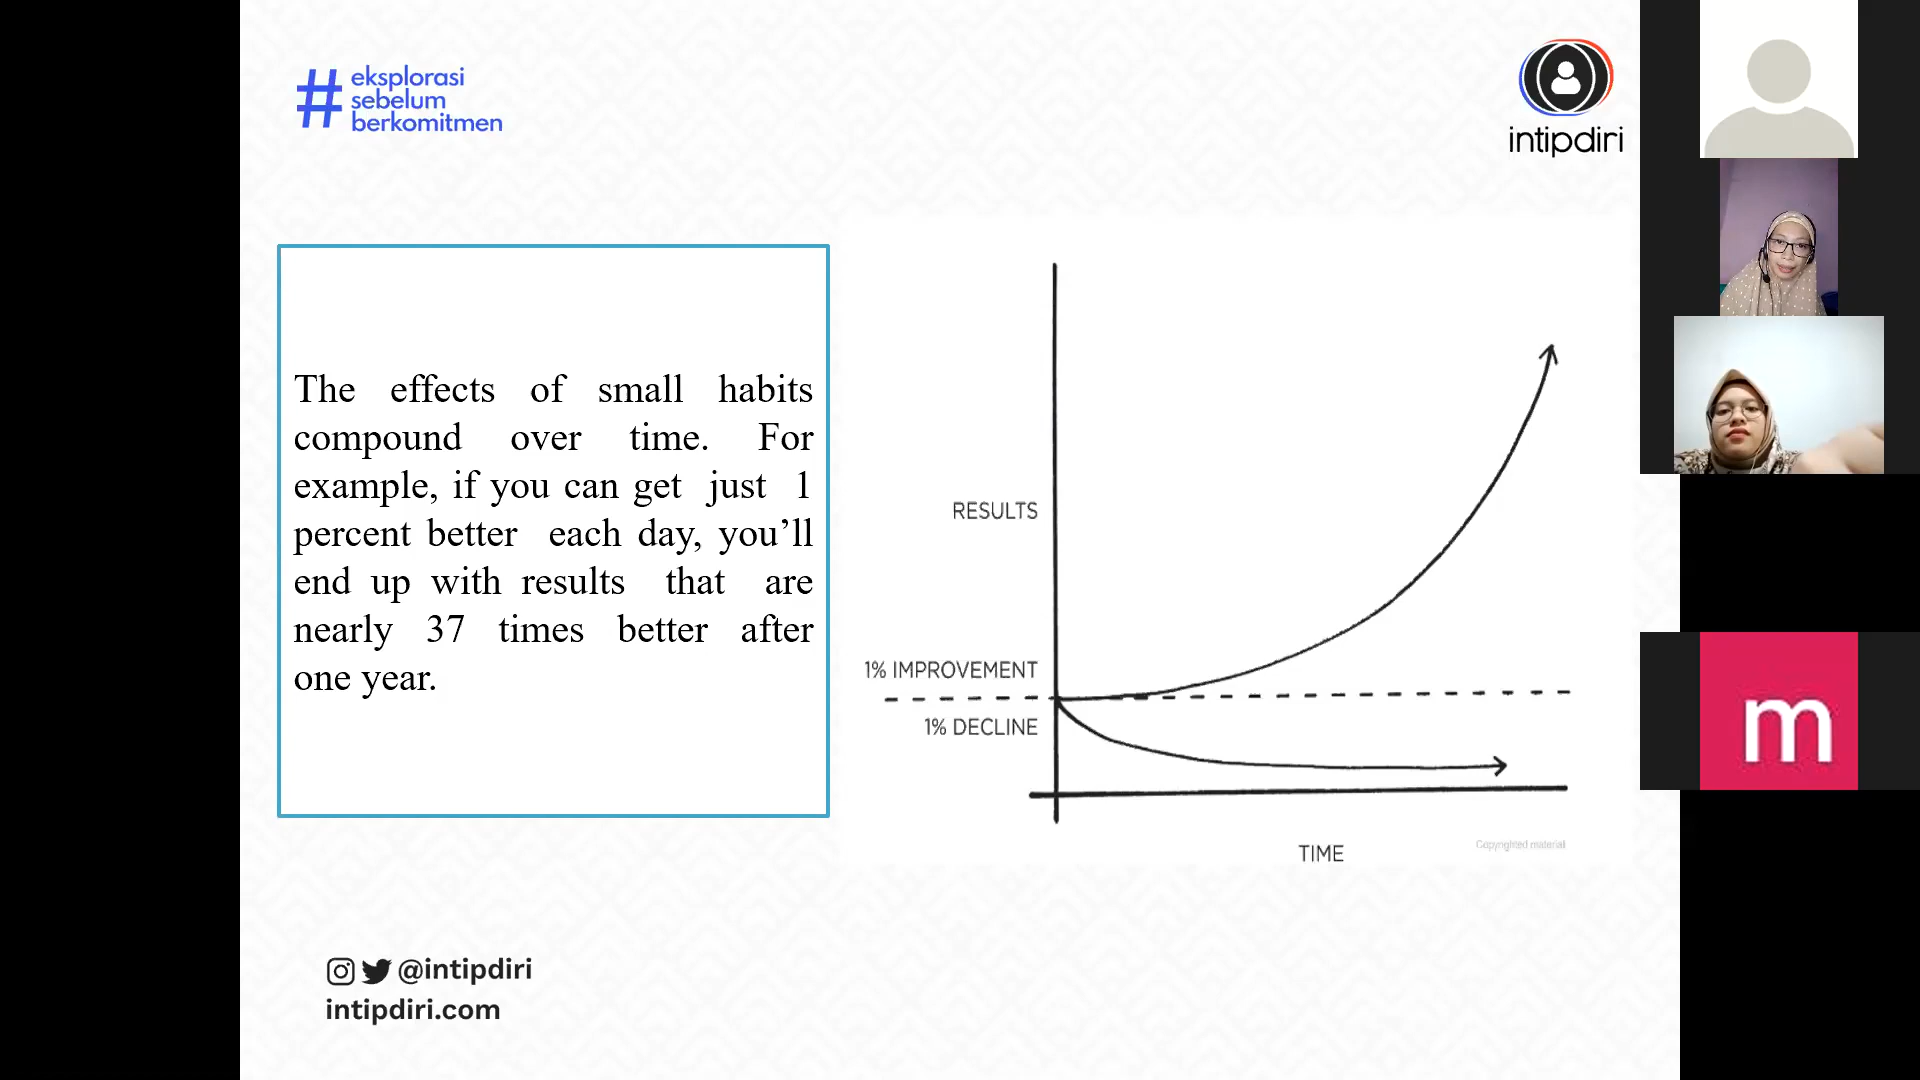 #
eksplorasi
sebelum
berkomitmen
intipdiri
The effects of small habits
compound over time. For
example, if you can get just 1
percent better each day, you’ll
end up with results that are
nearly 37 times better after
one year.
RESULTS
1% IMPROVEMENT
1% DECLINE
TIME
Copyrighted material
@intipdiri
intipdiri.com
m